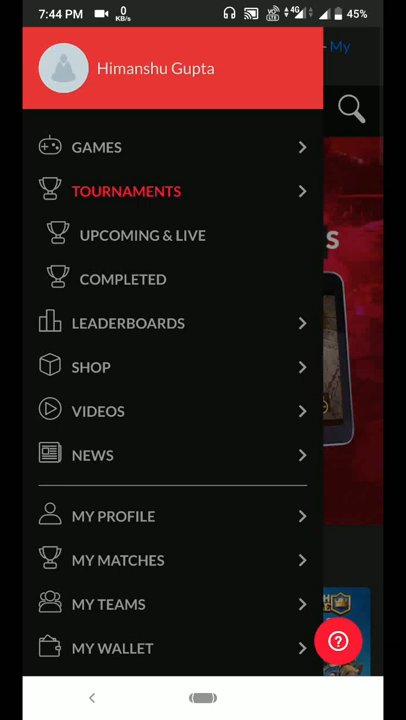 7:44 PM 0 KB/s 4G 45%
Himanshu Gupta
- My
GAMES
TOURNAMENTS
UPCOMING & LIVE
S
COMPLETED
LEADERBOARDS
SHOP
VIDEOS
NEWS
MY PROFILE
MY MATCHES
MY TEAMS
MY WALLET
?